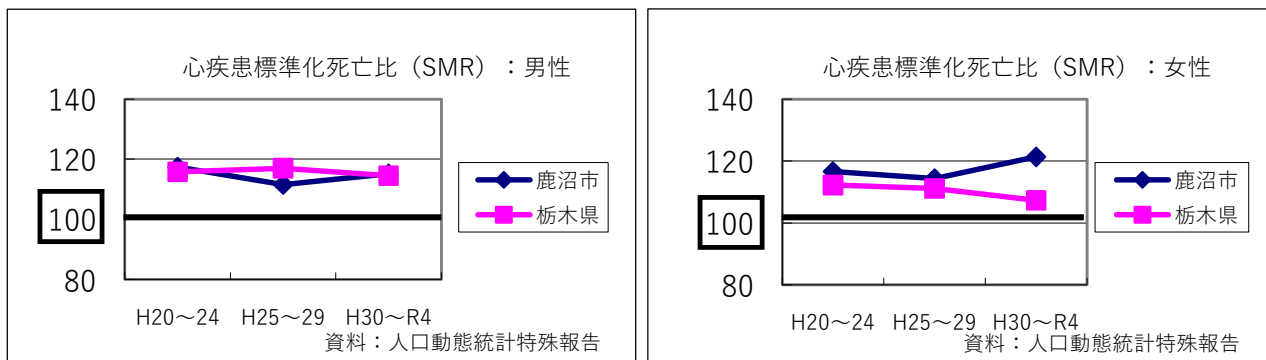 心疾患標準化死亡比（SMR）：男性
140
120
100
80
H20～24 H25～29 H30～R4
鹿沼市
栃木県
資料：人口動態統計特殊報告
心疾患標準化死亡比（SMR）：女性
140
120
100
80
H20～24 H25～29 H30～R4
鹿沼市
栃木県
資料：人口動態統計特殊報告